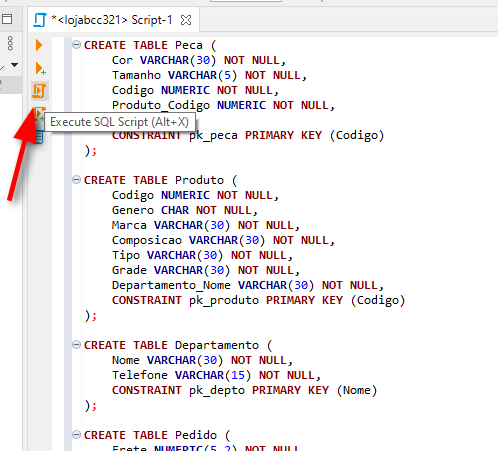 *<lojabcc321> Script-1
CREATE TABLE Peca (
Cor VARCHAR(30) NOT NULL,
Tamanho VARCHAR(5) NOT NULL,
Codigo NUMERIC NOT NULL,
Produto_Codigo NUMERIC NOT NULL,
Execute SQL Script (Alt+X)
CONSTRAINT pk_peca PRIMARY KEY (Codigo)
);
CREATE TABLE Produto (
Codigo NUMERIC NOT NULL,
Genero CHAR NOT NULL,
Marca VARCHAR(30) NOT NULL,
Composicao VARCHAR(30) NOT NULL,
Tipo VARCHAR(30) NOT NULL,
Grade VARCHAR(30) NOT NULL,
Departamento_Nome VARCHAR(30) NOT NULL,
CONSTRAINT pk_produto PRIMARY KEY (Codigo)
);
CREATE TABLE Departamento (
Nome VARCHAR(30) NOT NULL,
Telefone VARCHAR(15) NOT NULL,
CONSTRAINT pk_depto PRIMARY KEY (Nome)
);
CREATE TABLE Pedido (
Frete NUMERIC(5,2) NOT NULL